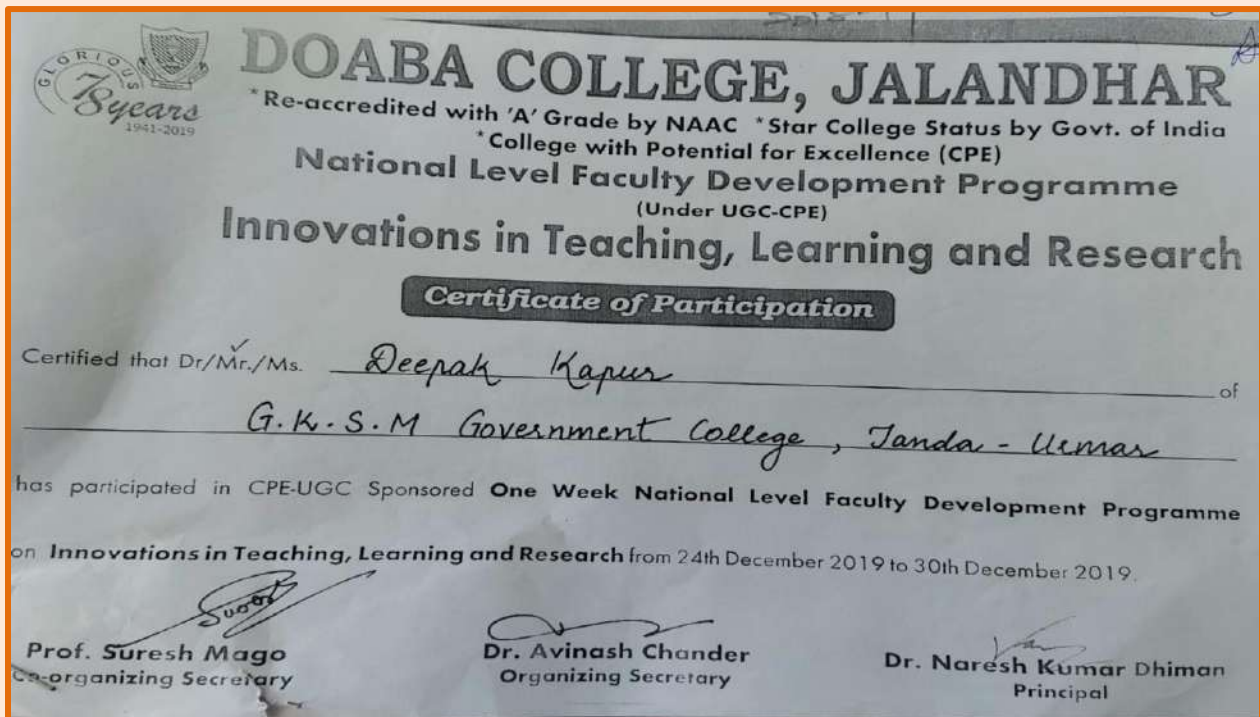 GLORIOUS
78 years
1941-2019
DOABA COLLEGE, JALANDHAR
*Re-accredited with 'A' Grade by NAAC *Star College Status by Govt. of India
*College with Potential for Excellence (CPE)
National Level Faculty Development Programme
(Under UGC-CPE)
Innovations in Teaching, Learning and Research
Certificate of Participation
Certified that Dr/Mr./Ms. Deepak Kapur of
G.K.S.M Government College, Tanda - Urmar
has participated in CPE-UGC Sponsored One Week National Level Faculty Development Programme
on Innovations in Teaching, Learning and Research from 24th December 2019 to 30th December 2019.
Prof. Suresh Mago
Co-organizing Secretary
Dr. Avinash Chander
Organizing Secretary
Dr. Naresh Kumar Dhiman
Principal